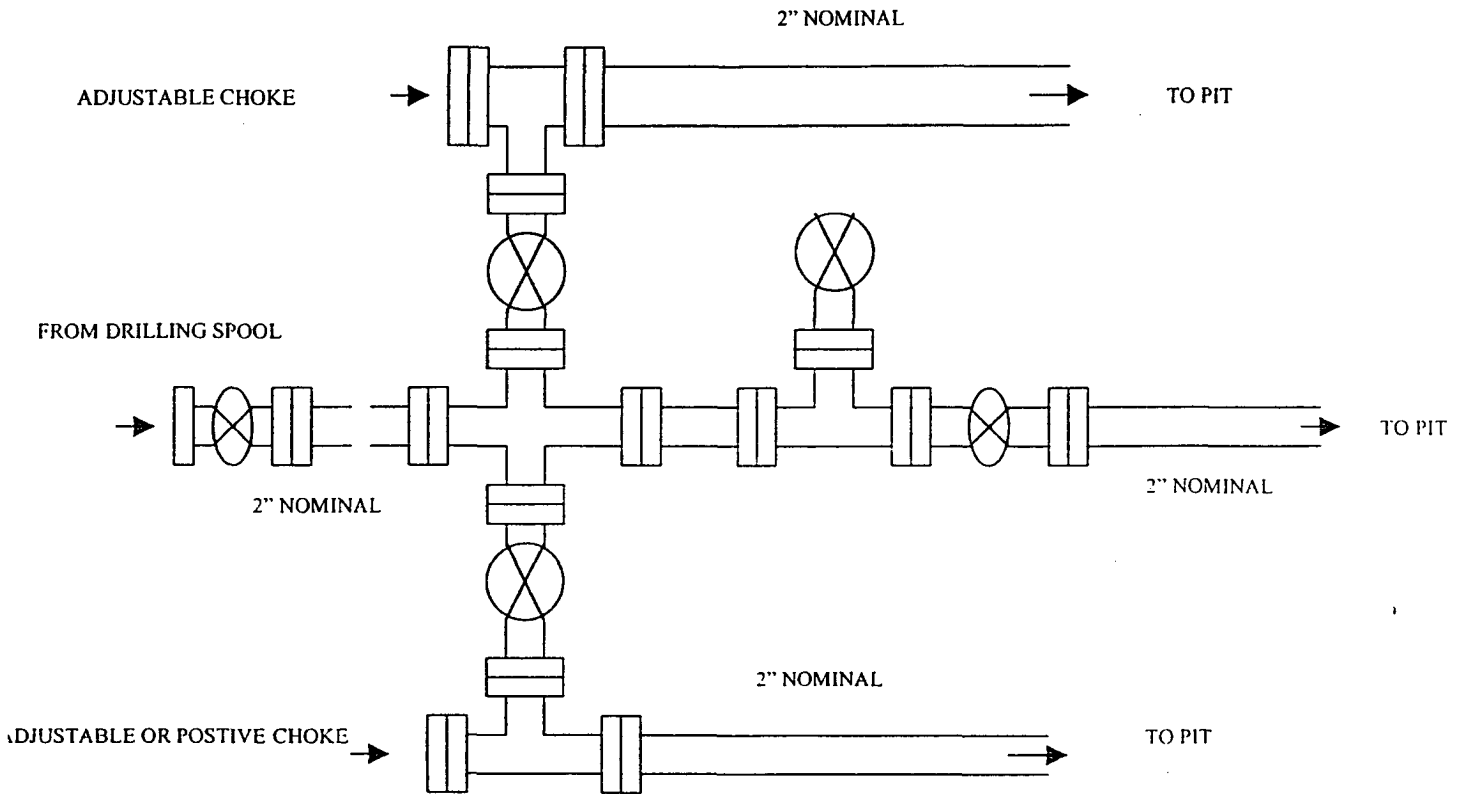 2” NOMINAL
ADJUSTABLE CHOKE
TO PIT
FROM DRILLING SPOOL
TO PIT
2” NOMINAL
2” NOMINAL
2” NOMINAL
ADJUSTABLE OR POSTIVE CHOKE
TO PIT